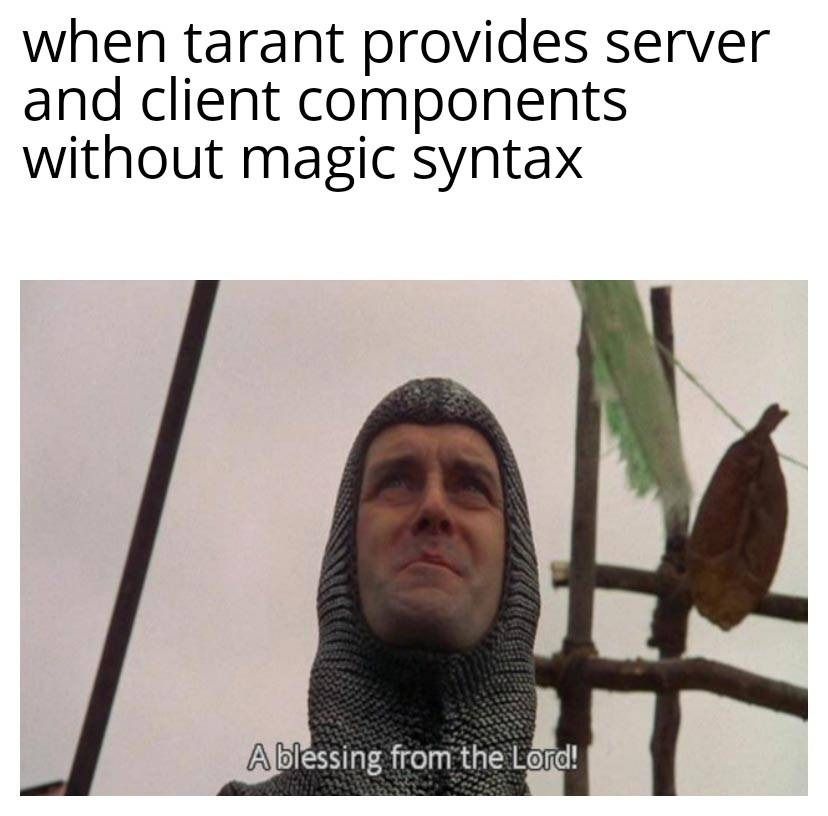 when tarant provides server
and client components
without magic syntax
A blessing from the Lord!